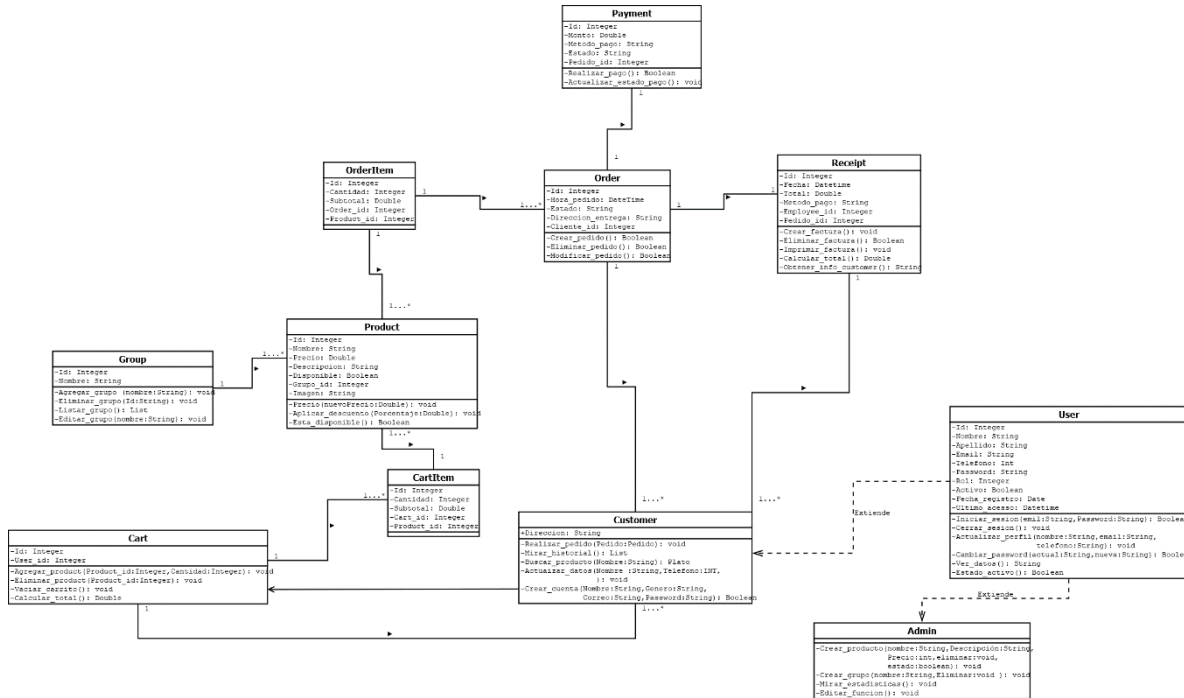 Payment
-Id: Integer
-Monto: Double
-Metodo_pago: String
-Estado: String
-Pedido_id: Integer
-Realizar_pago(): Boolean
-Actualizar_estado_pago(): void
1
1
OrderItem
-Id: Integer
-Cantidad: Integer
-Subtotal: Double
-Order_id: Integer
-Product_id: Integer
1
1...*
1
Order
-Id: Integer
-Hora_pedido: DateTime
-Estado: String
-Direccion_entrega: String
-Cliente_id: Integer
-Crear_pedido(): Boolean
-Eliminar_pedido(): Boolean
-Modificar_pedido(): Boolean
1
1
1
Receipt
-Id: Integer
-Fecha: Datetime
-Total: Double
-Metodo_pago: String
-Employee_id: Integer
-Pedido_id: Integer
-Crear_factura(): void
-Eliminar_factura(): Boolean
-Imprimir_factura(): void
-Calcular_total(): Double
-Obtener_info_customer(): String
1
1...*
Product
-Id: Integer
-Nombre: String
-Precio: Double
-Descripcion: String
-Disponible: Boolean
-Grupo_id: Integer
-Imagen: String
-Precio(nuevoPrecio:Double): void
-Aplicar_descuento(Porcentaje:Double): void
-Esta_disponible(): Boolean
1...*
1...*
1
Group
-Id: Integer
-Nombre: String
-Agregar_grupo (nombre:String): void
-Eliminar_grupo(Id:String): void
-Listar_grupo(): List
-Editar_grupo(nombre:String): void
1
CartItem
-Id: Integer
-Cantidad: Integer
-Subtotal: Double
-Cart_id: Integer
-Product_id: Integer
1...*
1
Cart
-Id: Integer
-User_id: Integer
-Agregar_product(Product_id:Integer,Cantidad:Integer): void
-Eliminar_product(Product_id:Integer): void
-Vaciar_carrito(): void
-Calcular_total(): Double
1
1...*
1...*
Customer
+Direccion: String
-Realizar_pedido(Pedido:Pedido): void
-Mirar_historial(): List
-Buscar_producto(Nombre:String): Plato
-Actualizar_datos(Nombre :String,Telefono:INT,
): void
-Crear_cuenta(Nombre:String,Genero:String,
Correo:String,Password:String): Boolean
1...*
User
-Id: Integer
-Nombre: String
-Apellido: String
-Email: String
-Telefono: Int
-Password: String
-Rol: Integer
-Activo: Boolean
-Fecha_registro: Date
-Ultimo_acesso: Datetime
-Iniciar_sesion(emil:String,Password:String): Boolean
-Cerrar_sesion(): void
-Actualizar_perfil(nombre:String,email:String,
telefono:String): void
-Cambiar_password(actual:String,nueva:String): Boolean
-Ver_datos(): String
-Estado_activo(): Boolean
Extiende
Extiende
Admin
-Crear_producto(nombre:String,Descripción:String,
Precio:int,eliminar:void,
estado:boolean): void
-Crear_grupo(nombre:String,Eliminar:void ): void
-Mirar_estadisticas(): void
-Editar_funcion(): void